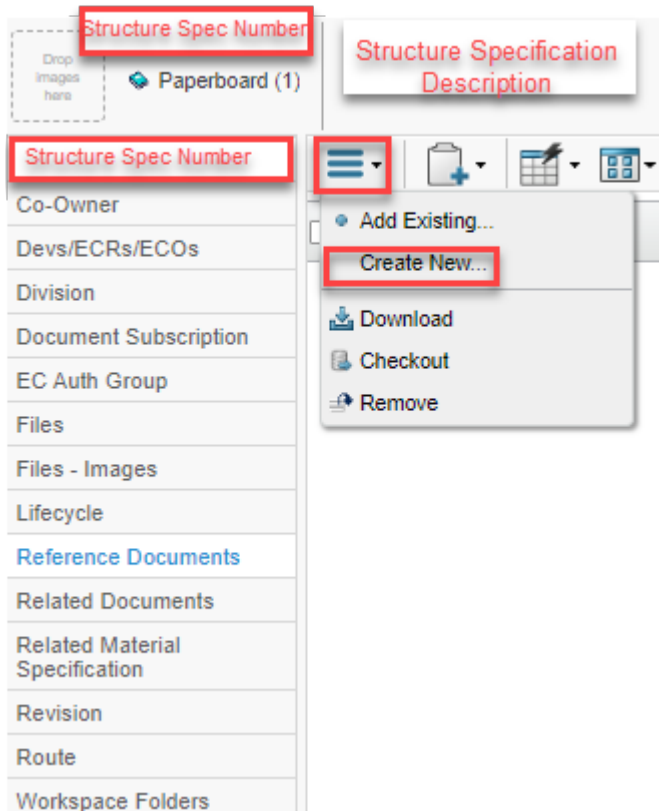 Structure Spec Number
Drop
images
here
Paperboard (1)
Structure Specification
Description
Structure Spec Number
Co-Owner
Devs/ECRs/ECOs
Division
Document Subscription
EC Auth Group
Files
Files - Images
Lifecycle
Reference Documents
Related Documents
Related Material
Specification
Revision
Route
Workspace Folders
Add Existing...
Create New...
Download
Checkout
Remove